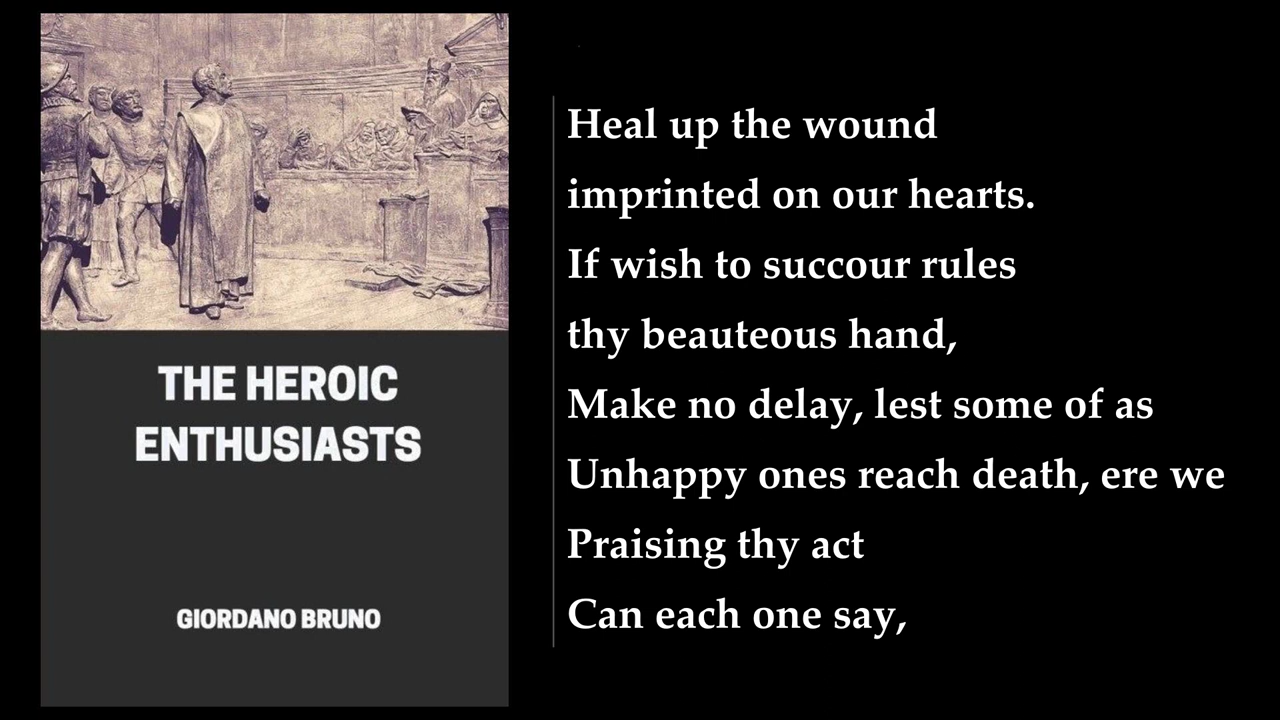 THE HEROIC
ENTHUSIASTS
GIORDANO BRUNO
Heal up the wound
imprinted on our hearts.
If wish to succour rules
thy beauteous hand,
Make no delay, lest some of as
Unhappy ones reach death, ere we
Praising thy act
Can each one say,